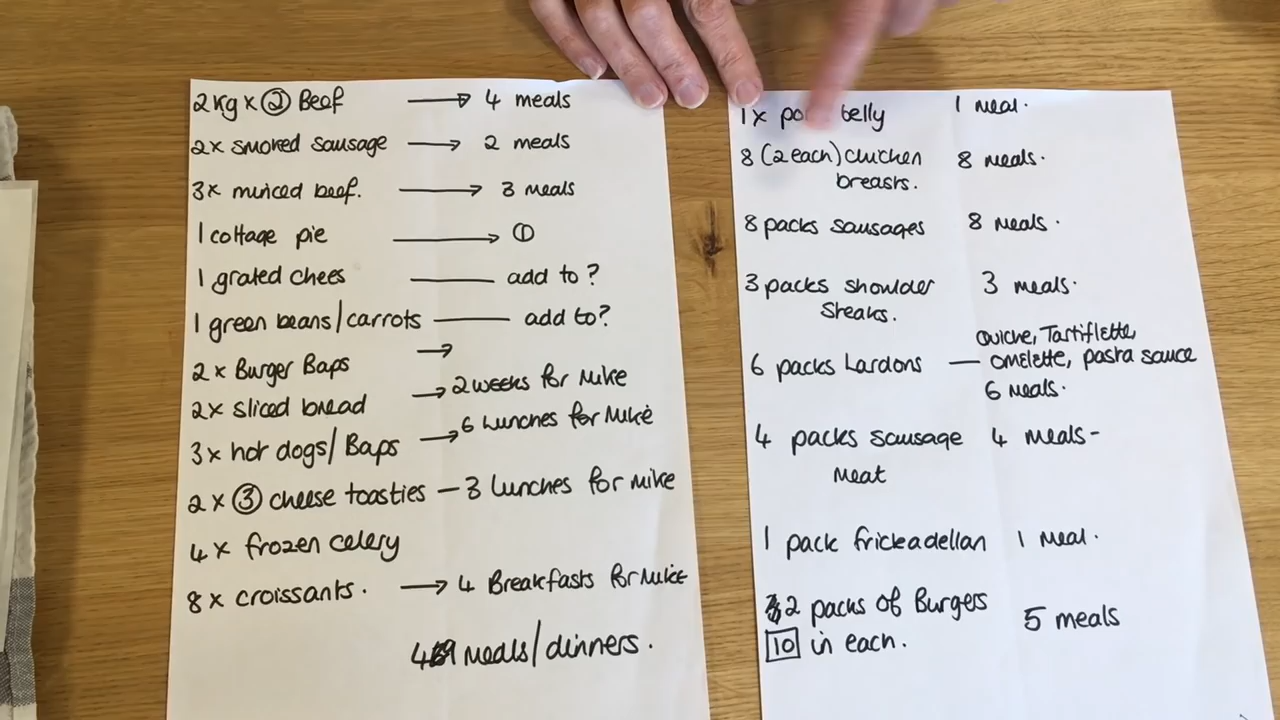 2kg x ② Beef → 4 meals
2x smoked sausage → 2 meals
3x minced beef. → 3 meals
1 cottage pie → ①
1 grated chees — add to ?
1 green beans/carrots — add to?
2x Burger Baps →
2x sliced bread → 2 weeks for Mike
3x hot dogs/Baps → 6 Lunches for Mike
2 x ③ cheese toasties — 3 Lunches for Mike
4x frozen celery
8x croissants. → 4 Breakfasts for Mike
meals/dinners.
1x pork belly 1 meal.
8 (2 each) chicken 8 meals.
breasts.
8 packs sausages 8 meals.
3 packs shoulder 3 meals.
Steaks.
Quiche, Tartiflette,
6 packs Lardons — omelette, pasta sauce
6 meals.
4 packs sausage 4 meals-
meat
1 pack frickadellan 1 meal.
2 packs of Burgers
10 in each. 5 meals